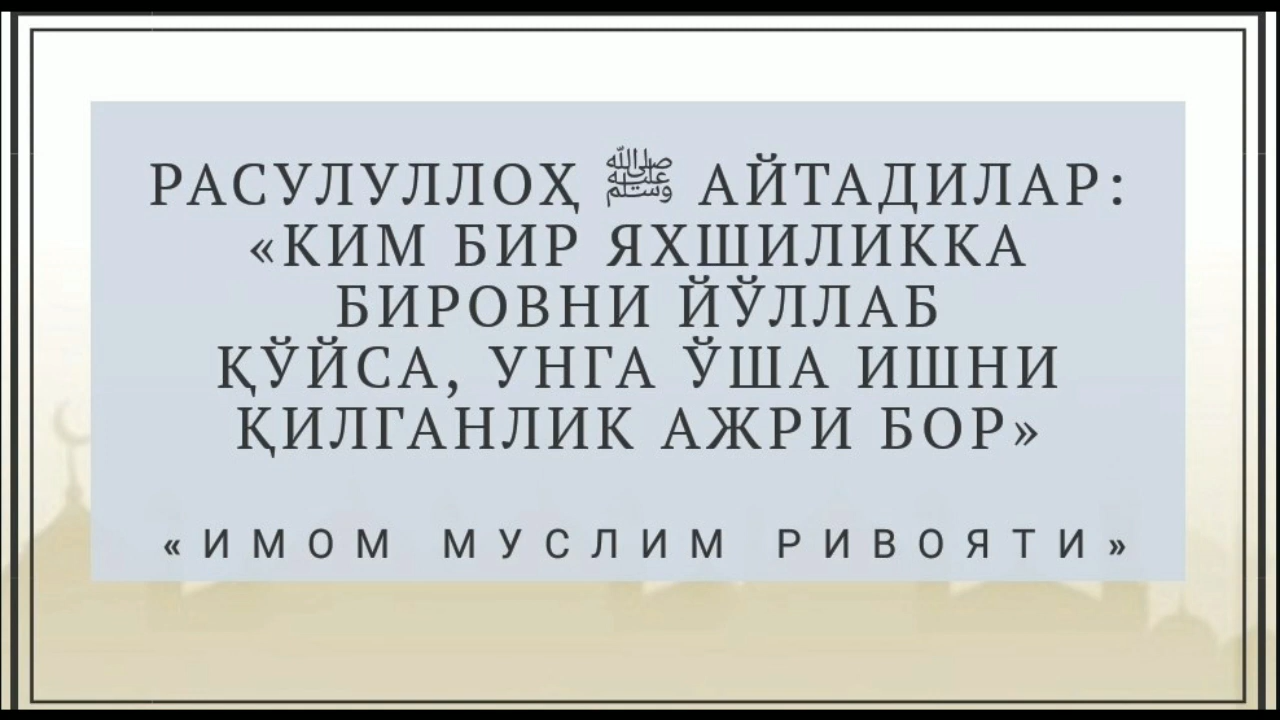 РАСУЛУЛЛОҲ ﷺ АЙТАДИЛАР:
«КИМ БИР ЯХШИЛИККА
БИРОВНИ ЙЎЛЛАБ
ҚЎЙСА, УНГА ЎША ИШНИ
ҚИЛГАНЛИК АЖРИ БОР»
«ИМОМ МУСЛИМ РИВОЯТИ»